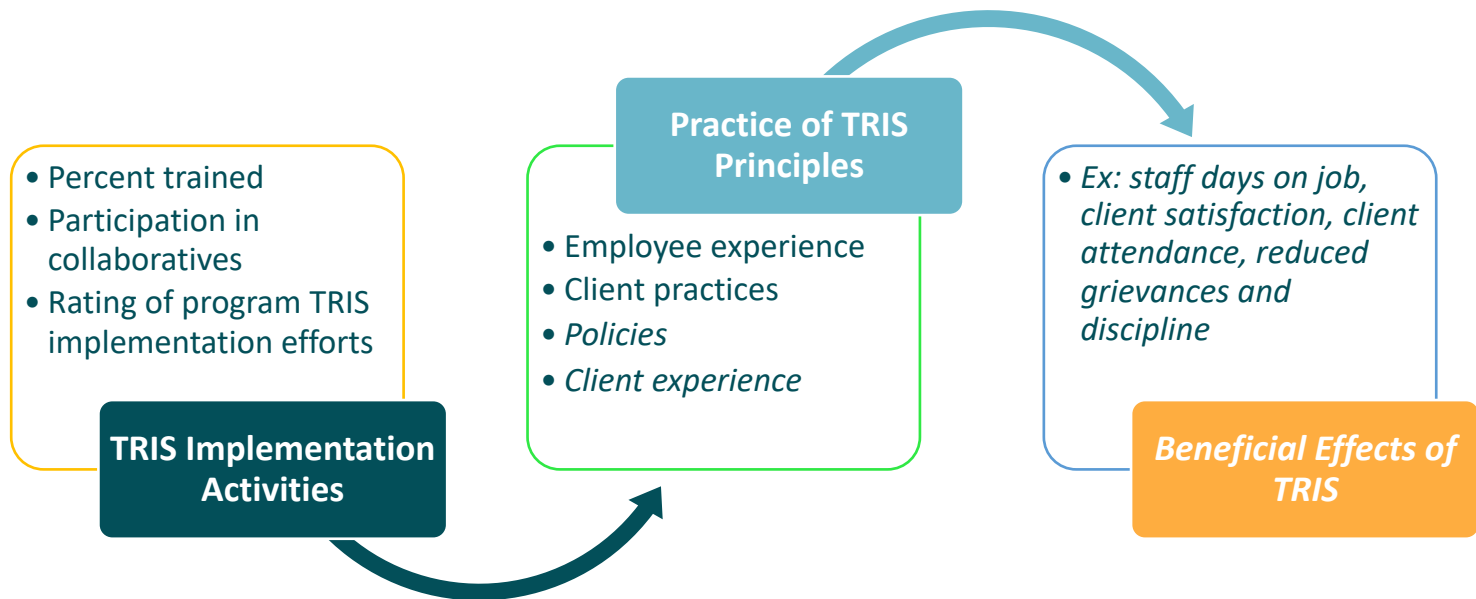 • Percent trained
• Participation in
collaboratives
• Rating of program TRIS
implementation efforts
TRIS Implementation
Activities
Practice of TRIS
Principles
• Employee experience
• Client practices
• Policies
• Client experience
• Ex: staff days on job,
client satisfaction, client
attendance, reduced
grievances and
discipline
Beneficial Effects of
TRIS